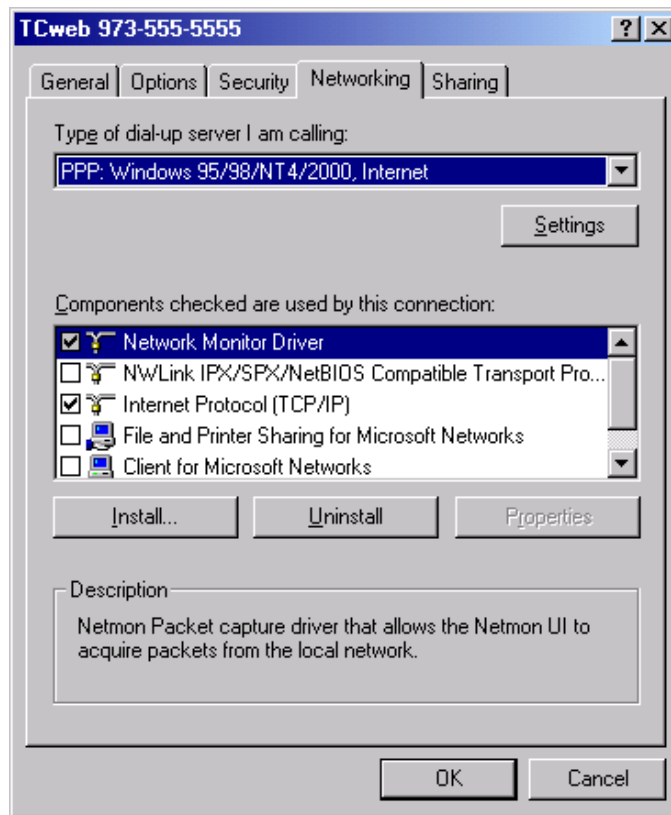 TCweb 973-555-5555
General Options Security Networking Sharing
Type of dial-up server I am calling:
PPP: Windows 95/98/NT4/2000, Internet
Settings
Components checked are used by this connection:
Network Monitor Driver
NWLink IPX/SPX/NetBIOS Compatible Transport Pro...
Internet Protocol (TCP/IP)
File and Printer Sharing for Microsoft Networks
Client for Microsoft Networks
Install... Uninstall Properties
Description
Netmon Packet capture driver that allows the Netmon UI to
acquire packets from the local network.
OK Cancel